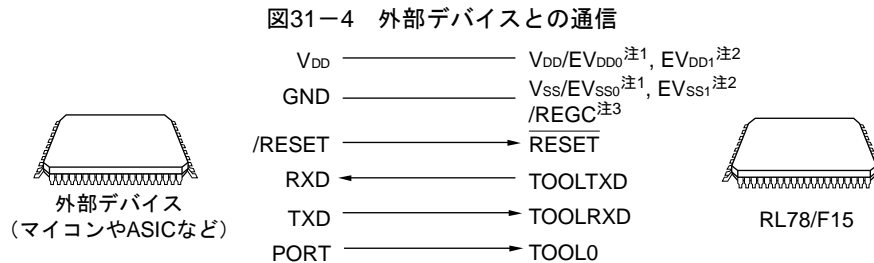 図31－4　外部デバイスとの通信
VDD VDD/EVDD0注1, EVDD1注2
GND VSS/EVSS0注1, EVSS1注2
/REGC注3
/RESET RESET
RXD TOOLTXD
TXD TOOLRXD
PORT TOOL0
外部デバイス
（マイコンやASICなど）
RL78/F15